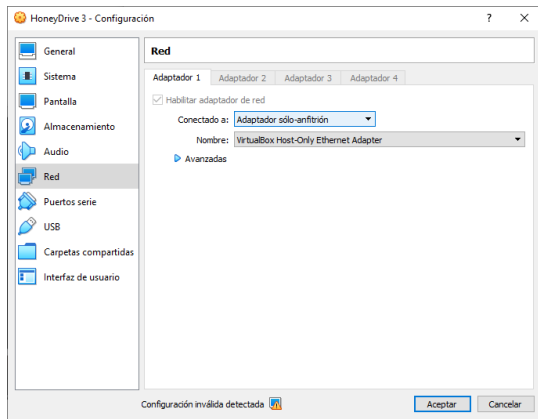 HoneyDrive 3 - Configuración
?
General
Sistema
Pantalla
Almacenamiento
Audio
Red
Puertos serie
USB
Carpetas compartidas
Interfaz de usuario
Red
Adaptador 1 Adaptador 2 Adaptador 3 Adaptador 4
Habilitar adaptador de red
Conectado a: Adaptador sólo-anfitrión
Nombre: VirtualBox Host-Only Ethernet Adapter
Avanzadas
Configuración inválida detectada
Aceptar Cancelar